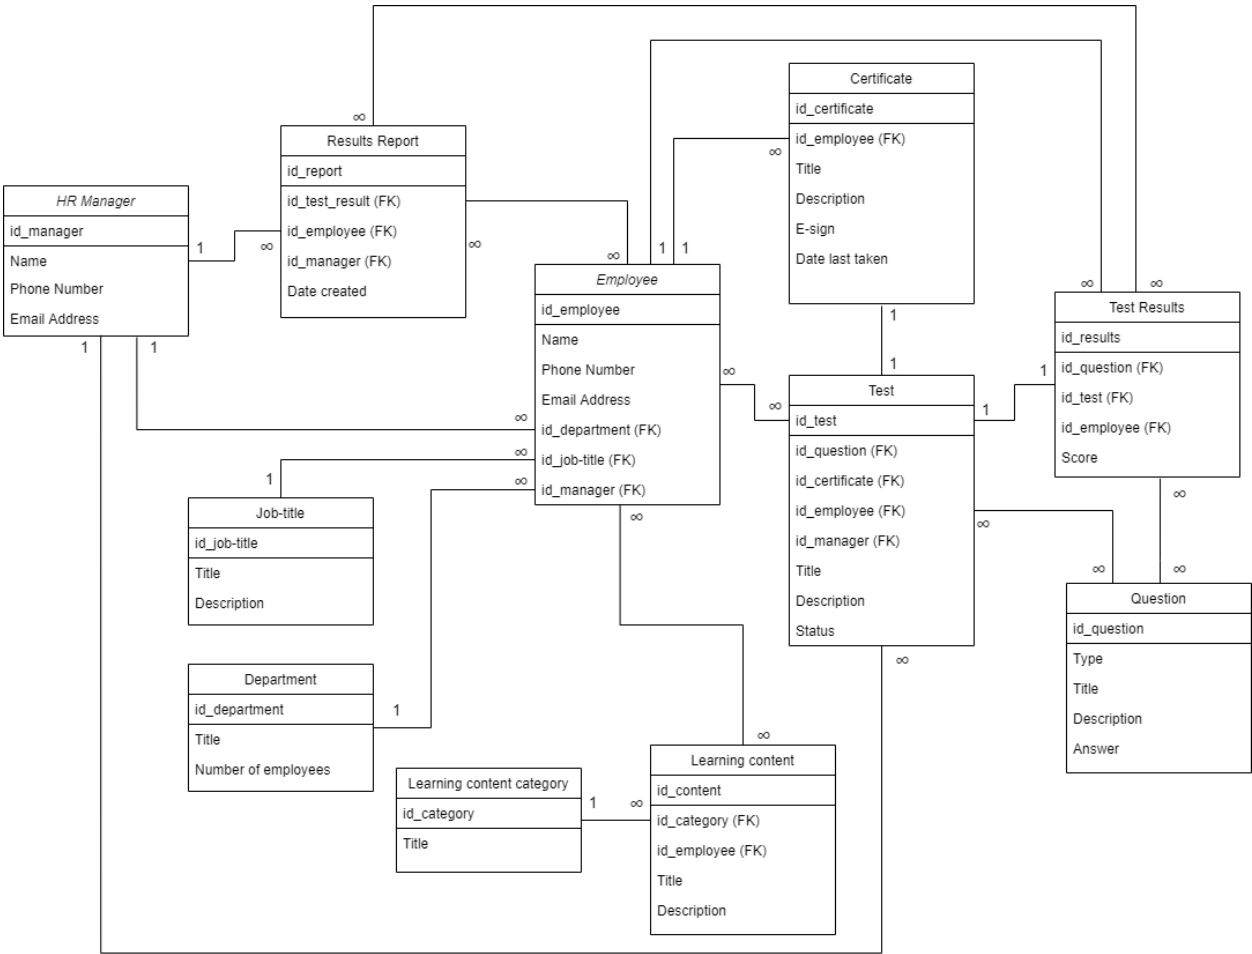 ∞
Results Report
id_report
id_test_result (FK)
id_employee (FK)
id_manager (FK)
Date created
∞
∞
HR Manager
id_manager
Name
Phone Number
Email Address
1
1
1
Certificate
id_certificate
id_employee (FK)
Title
Description
E-sign
Date last taken
∞
1
∞
1
1
Employee
id_employee
Name
Phone Number
Email Address
id_department (FK)
id_job-title (FK)
id_manager (FK)
∞
∞
∞
∞
∞
∞
∞
∞
Test Results
id_results
id_question (FK)
id_test (FK)
id_employee (FK)
Score
1
∞
1
Test
id_test
id_question (FK)
id_certificate (FK)
id_employee (FK)
id_manager (FK)
Title
Description
Status
1
∞
∞
1
Job-title
id_job-title
Title
Description
Department
id_department
Title
Number of employees
1
∞
∞
Question
id_question
Type
Title
Description
Answer
Learning content category
id_category
Title
1
∞
∞
Learning content
id_content
id_category (FK)
id_employee (FK)
Title
Description